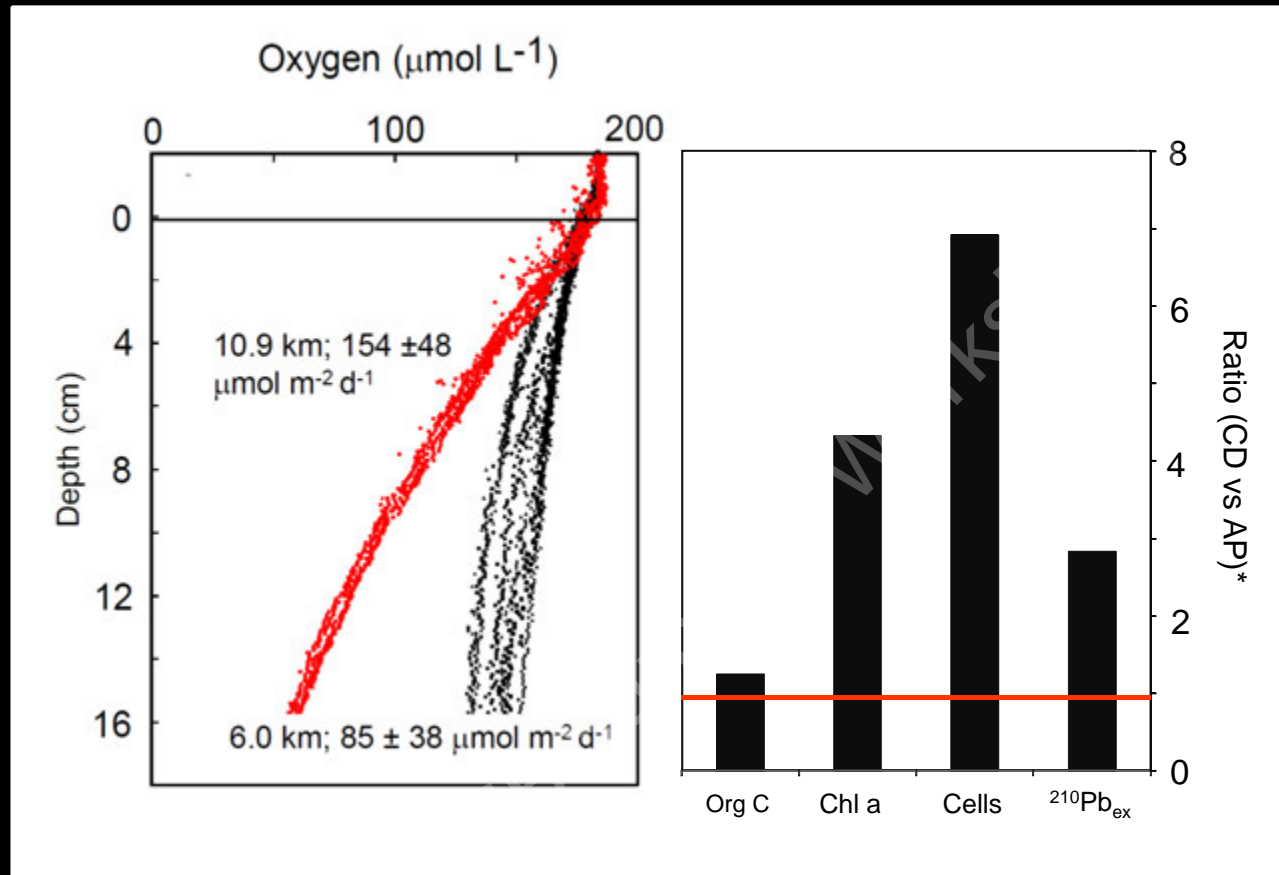 Oxygen (μmol L-1)
0 100 200
0
4
8
12
16
Depth (cm)
10.9 km; 154 ±48
μmol m-2 d-1
6.0 km; 85 ± 38 μmol m-2 d-1
8
6
4
2
0
Ratio (CD vs AP)*
Org C Chl a Cells 210Pbex